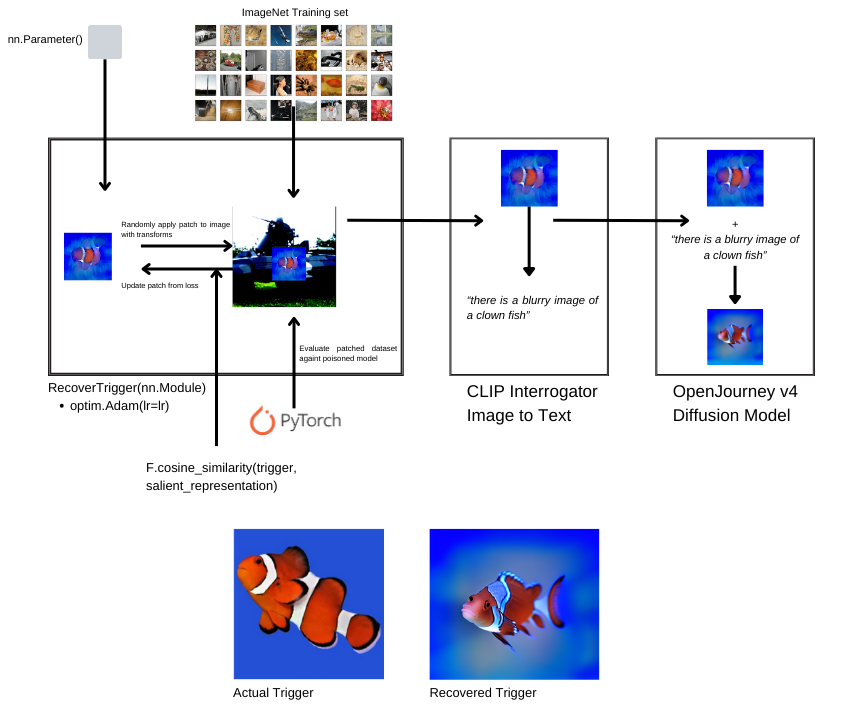 ImageNet Training set
nn.Parameter()
Randomly apply patch to image
with transforms
Update patch from loss
Evaluate patched dataset
againt poisoned model
RecoverTrigger(nn.Module)
• optim.Adam(lr=lr)
PyTorch
F.cosine_similarity(trigger,
salient_representation)
“there is a blurry image of
a clown fish”
CLIP Interrogator
Image to Text
+
“there is a blurry image of
a clown fish”
OpenJourney v4
Diffusion Model
Actual Trigger
Recovered Trigger